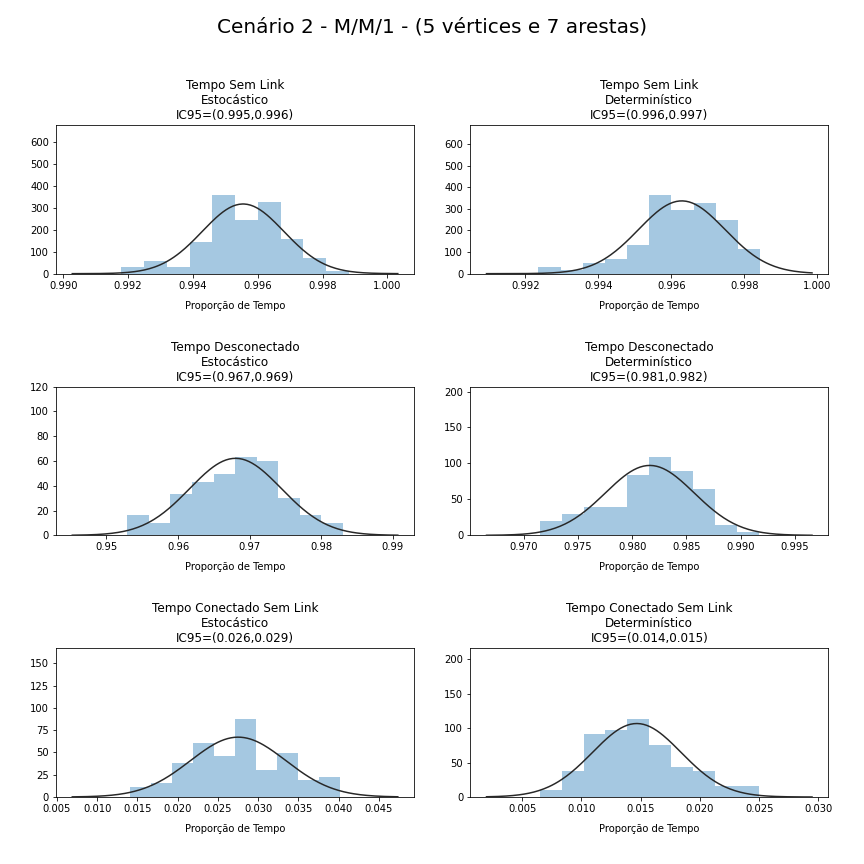 Cenário 2 - M/M/1 - (5 vértices e 7 arestas)
Tempo Sem Link
Estocástico
IC95=(0.995,0.996)
600
500
400
300
200
100
0
0.990 0.992 0.994 0.996 0.998 1.000
Proporção de Tempo
Tempo Sem Link
Determinístico
IC95=(0.996,0.997)
600
500
400
300
200
100
0
0.992 0.994 0.996 0.998 1.000
Proporção de Tempo
Tempo Desconectado
Estocástico
IC95=(0.967,0.969)
120
100
80
60
40
20
0
0.95 0.96 0.97 0.98 0.99
Proporção de Tempo
Tempo Desconectado
Determinístico
IC95=(0.981,0.982)
200
150
100
50
0
0.970 0.975 0.980 0.985 0.990 0.995
Proporção de Tempo
Tempo Conectado Sem Link
Estocástico
IC95=(0.026,0.029)
150
125
100
75
50
25
0
0.005 0.010 0.015 0.020 0.025 0.030 0.035 0.040 0.045
Proporção de Tempo
Tempo Conectado Sem Link
Determinístico
IC95=(0.014,0.015)
200
150
100
50
0
0.005 0.010 0.015 0.020 0.025 0.030
Proporção de Tempo